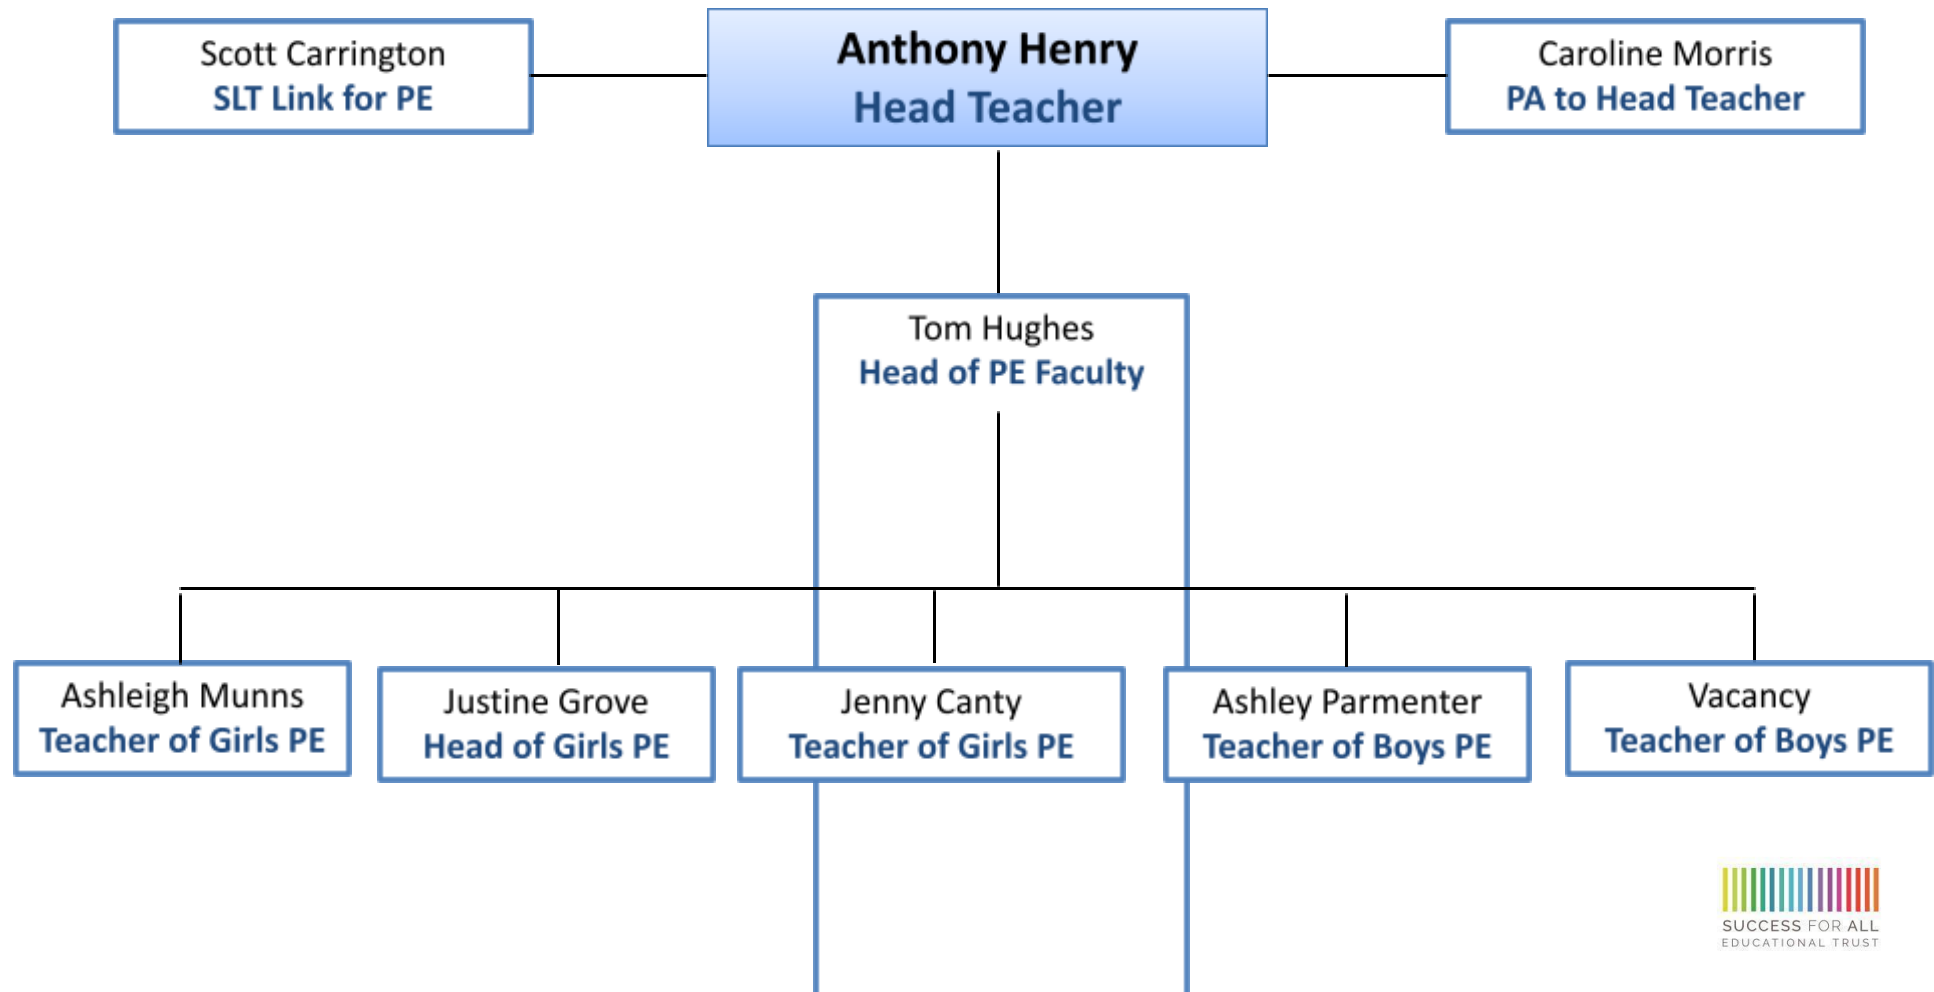 Scott Carrington
SLT Link for PE
Anthony Henry
Head Teacher
Caroline Morris
PA to Head Teacher
Tom Hughes
Head of PE Faculty
Ashleigh Munns
Teacher of Girls PE
Justine Grove
Head of Girls PE
Jenny Canty
Teacher of Girls PE
Ashley Parmenter
Teacher of Boys PE
Vacancy
Teacher of Boys PE
SUCCESS FOR ALL
EDUCATIONAL TRUST